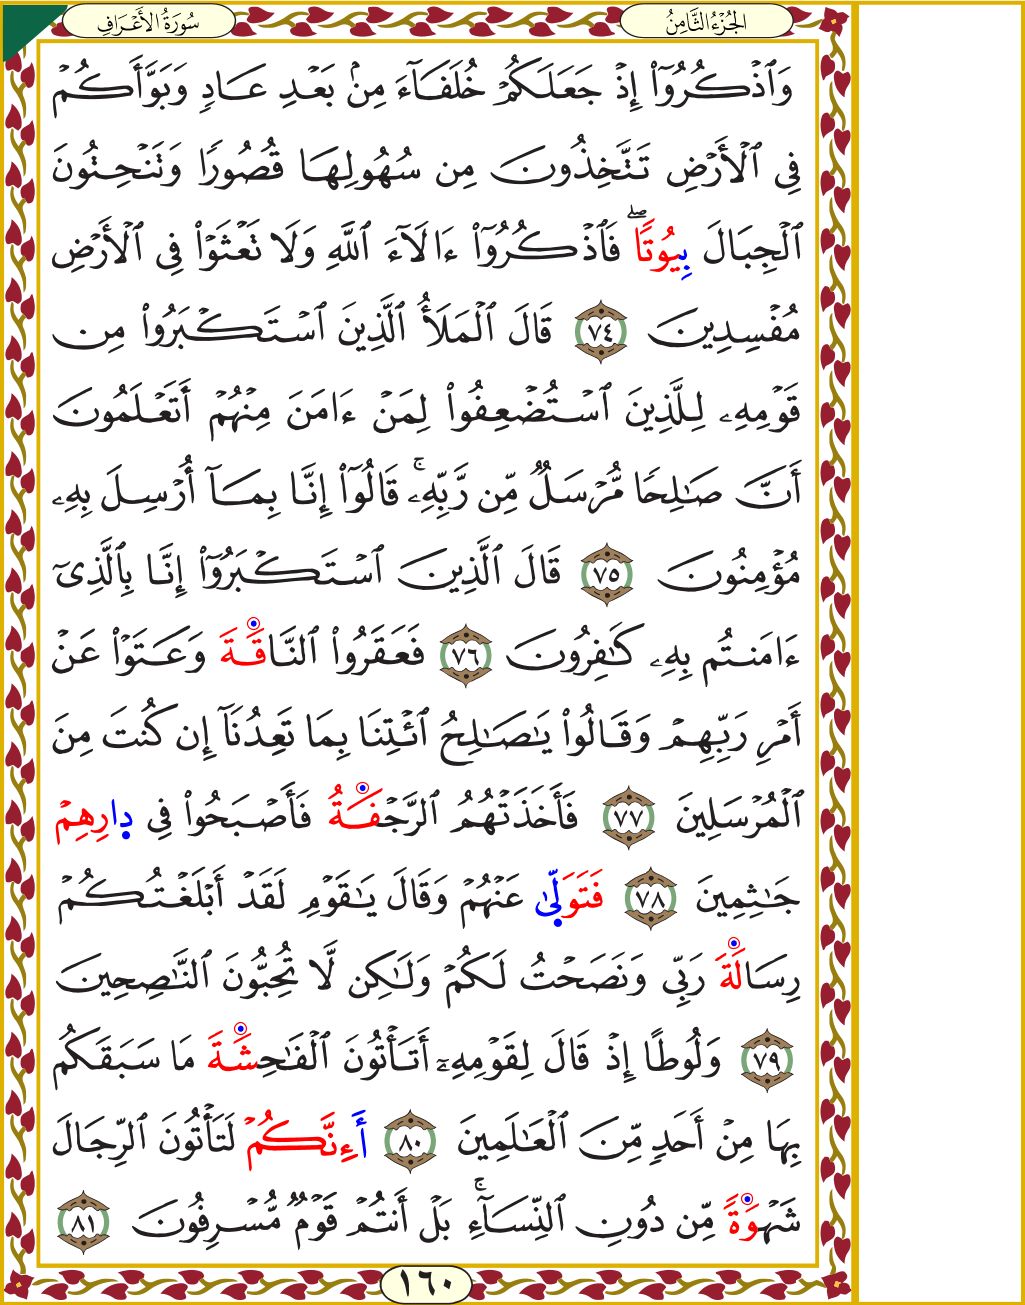 الجُزْءُ الثَّامِنُ
سُورَةُ الأَعْرَافِ
وَٱذْكُرُوٓا۟ إِذْ جَعَلَكُمْ خُلَفَآءَ مِنۢ بَعْدِ عَادٍ وَبَوَّأَكُمْ
فِى ٱلْأَرْضِ تَتَّخِذُونَ مِن سُهُولِهَا قُصُورًا وَتَنْحِتُونَ
ٱلْجِبَالَ بِيُوتًا ۖ فَٱذْكُرُوٓا۟ ءَالَآءَ ٱللَّهِ وَلَا تَعْثَوْا۟ فِى ٱلْأَرْضِ
مُفْسِدِينَ ٧٤ قَالَ ٱلْمَلَأُ ٱلَّذِينَ ٱسْتَكْبَرُوا۟ مِن
قَوْمِهِۦ لِلَّذِينَ ٱسْتُضْعِفُوا۟ لِمَنْ ءَامَنَ مِنْهُمْ أَتَعْلَمُونَ
أَنَّ صَٰلِحًا مُّرْسَلٌ مِّن رَّبِّهِۦ ۚ قَالُوٓا۟ إِنَّا بِمَآ أُرْسِلَ بِهِۦ
مُؤْمِنُونَ ٧٥ قَالَ ٱلَّذِينَ ٱسْتَكْبَرُوٓا۟ إِنَّا بِٱلَّذِىٓ
ءَامَنتُم بِهِۦ كَٰفِرُونَ ٧٦ فَعَقَرُوا۟ ٱلنَّاقَةَ وَعَتَوْا۟ عَنْ
أَمْرِ رَبِّهِمْ وَقَالُوا۟ يَٰصَٰلِحُ ٱئْتِنَا بِمَا تَعِدُنَآ إِن كُنتَ مِنَ
ٱلْمُرْسَلِينَ ٧٧ فَأَخَذَتْهُمُ ٱلرَّجْفَةُ فَأَصْبَحُوا۟ فِى دِارِهِمْ
جَٰثِمِينَ ٧٨ فَتَوَلَّىٰ عَنْهُمْ وَقَالَ يَٰقَوْمِ لَقَدْ أَبْلَغْتُكُمْ
رِسَالَةَ رَبِّى وَنَصَحْتُ لَكُمْ وَلَٰكِن لَّا تُحِبُّونَ ٱلنَّٰصِحِينَ
٧٩ وَلُوطًا إِذْ قَالَ لِقَوْمِهِۦٓ أَتَأْتُونَ ٱلْفَٰحِشَةَ مَا سَبَقَكُم
بِهَا مِنْ أَحَدٍ مِّنَ ٱلْعَٰلَمِينَ ٨٠ أَءِنَّكُمْ لَتَأْتُونَ ٱلرِّجَالَ
شَهْوَةً مِّن دُونِ ٱلنِّسَآءِ ۚ بَلْ أَنتُمْ قَوْمٌ مُّسْرِفُونَ ٨١
١٦٠